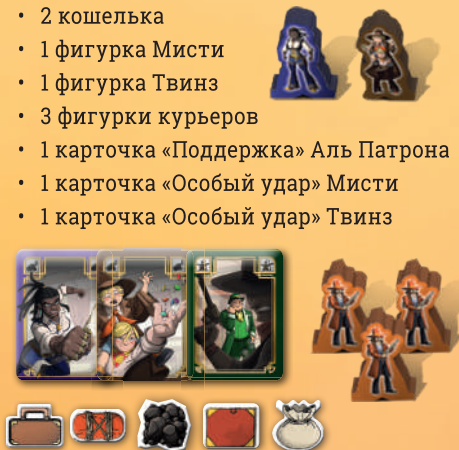 • 2 кошелька
• 1 фигурка Мисти
• 1 фигурка Твинз
• 3 фигурки курьеров
• 1 карточка «Поддержка» Аль Патрона
• 1 карточка «Особый удар» Мисти
• 1 карточка «Особый удар» Твинз